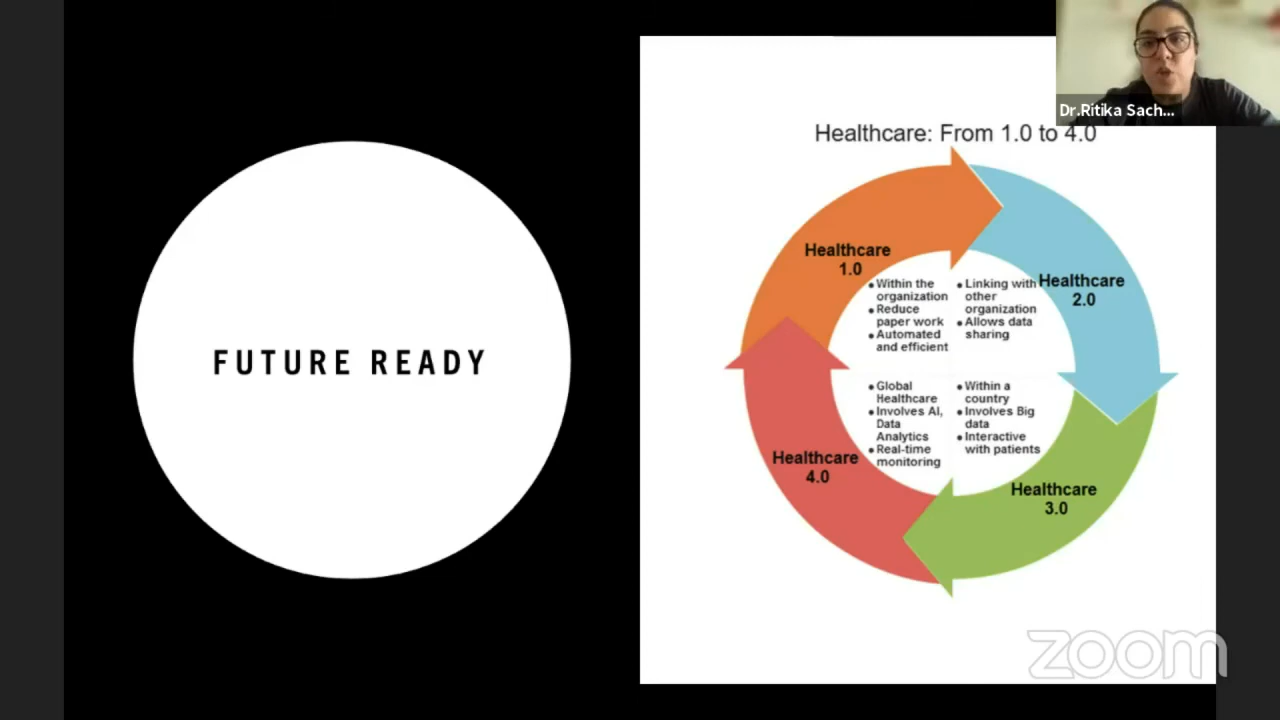 Dr.Ritika Sach...
Healthcare: From 1.0 to 4.0
FUTURE READY
Healthcare
1.0
• Within the
organization
• Reduce
paper work
• Automated
and efficient
Healthcare
2.0
• Linking with
other
organization
• Allows data
sharing
Healthcare
3.0
• Within a
country
• Involves Big
data
• Interactive
with patients
Healthcare
4.0
• Global
Healthcare
• Involves AI,
Data
Analytics
• Real-time
monitoring
zoom